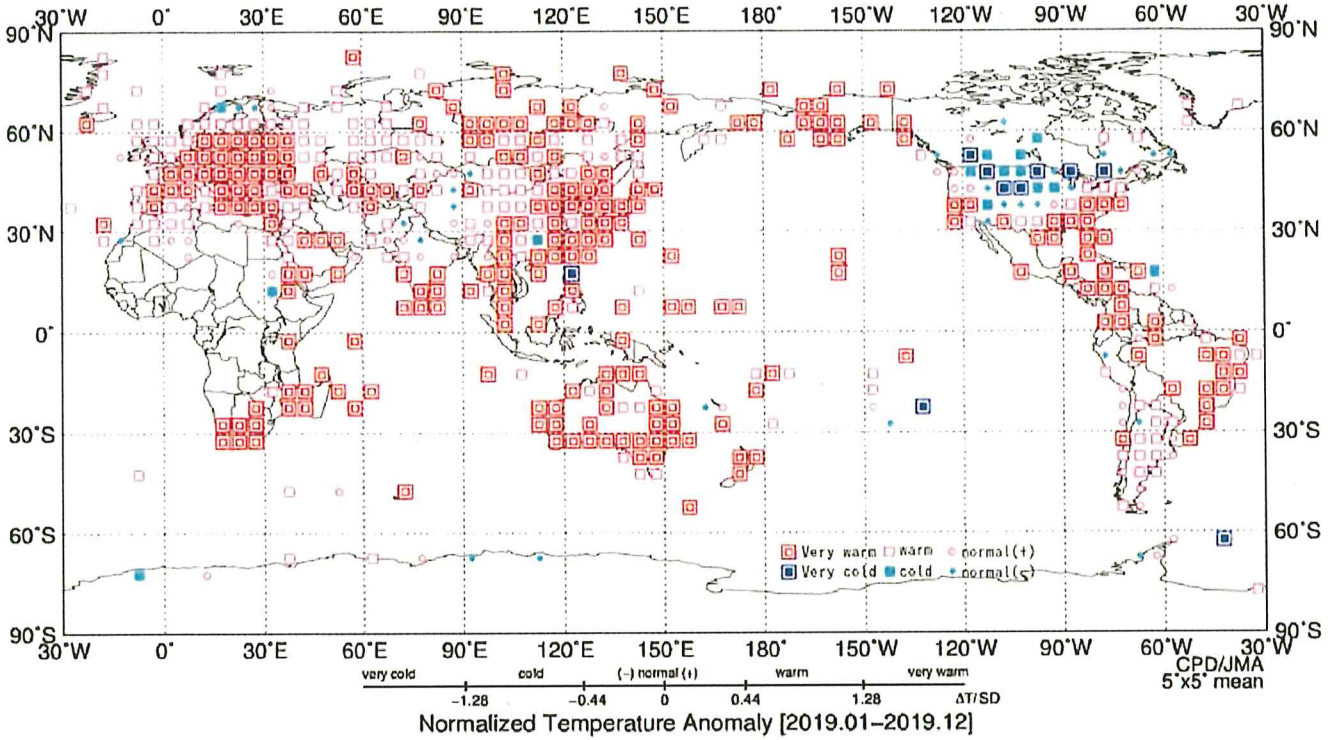 30°W 0° 30°E 60°E 90°E 120°E 150°E 180° 150°W 120°W 90°W 60°W 30°W
90°N 90°N
60°N 60°N
30°N 30°N
0° 0°
30°S 30°S
60°S 60°S
Very warm warm normal(+)
Very cold cold normal(-)
90°S 90°S
30°W 0° 30°E 60°E 90°E 120°E 150°E 180° 150°W 120°W 90°W 60°W 30°W
CPD/JMA
5°x5° mean
very cold cold (-) normal (+) warm very warm
-1.28 -0.44 0 0.44 1.28 ΔT/SD
Normalized Temperature Anomaly [2019.01-2019.12]